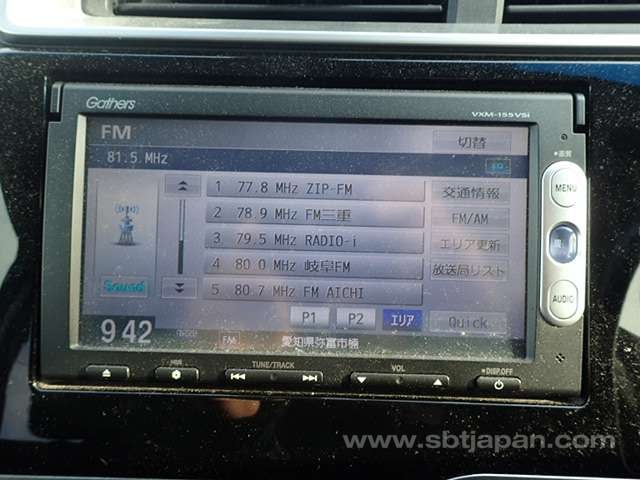 Gathers
VXM-155VSi
FM
切替
81.5 MHz
1 77.8 MHz ZIP-FM
2 78.9 MHz FM三重
3 79.5 MHz RADIO-i
4 80.0 MHz 岐阜FM
5 80.7 MHz FM AICHI
交通情報
FM/AM
エリア更新
放送局リスト
Sound
P1 P2 エリア Quick
9:42
FM
愛知県弥富市楠
MENU
AUDIO
TUNE/TRACK
VOL
DISP.OFF
www.sbtjapan.com